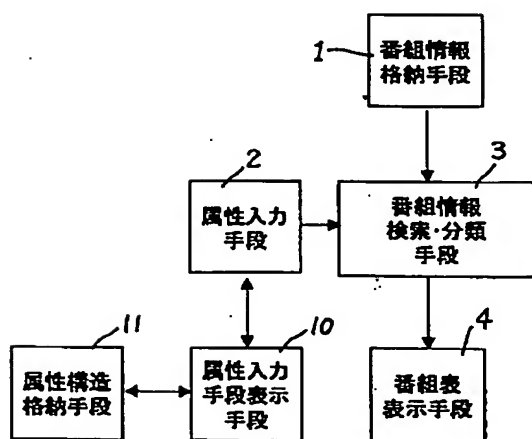 1
番組情報
格納手段
2
属性入力
手段
3
番組情報
検索・分類
手段
11
属性構造
格納手段
10
属性入力
手段表示
手段
4
番組表
表示手段